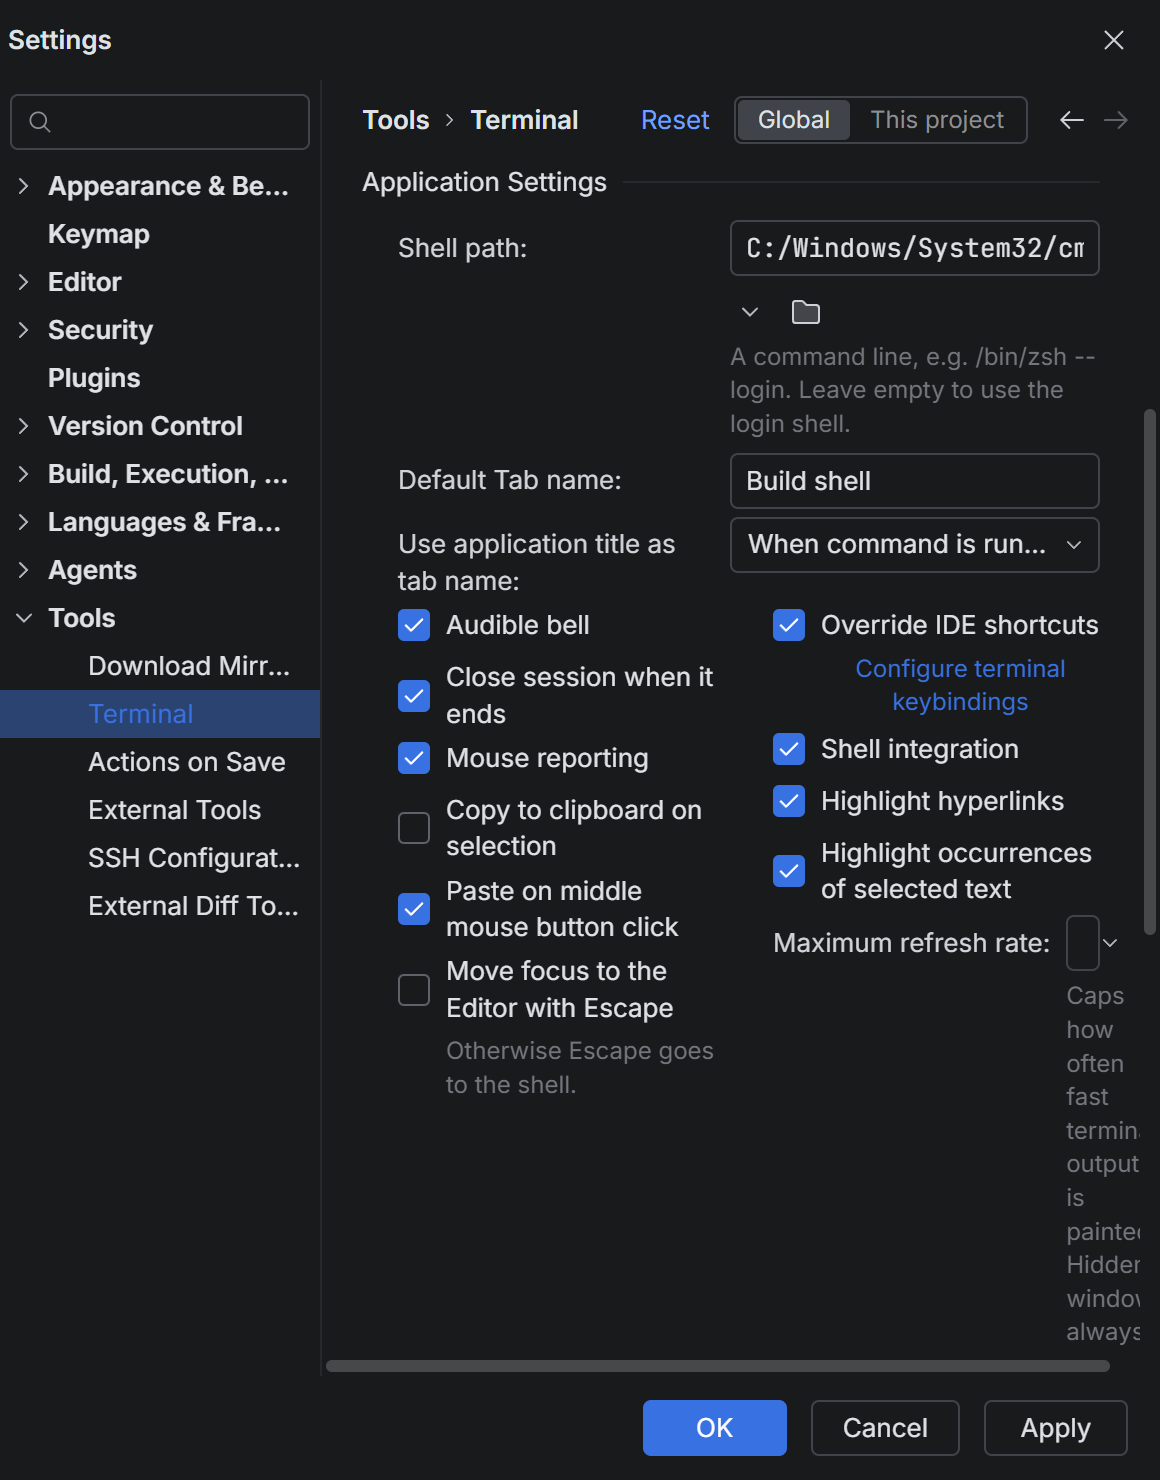 Settings
Tools > Terminal
Reset
Global
This project
Appearance & Be...
Keymap
Editor
Security
Plugins
Version Control
Build, Execution, ...
Languages & Fra...
Agents
Tools
Download Mirr...
Terminal
Actions on Save
External Tools
SSH Configurat...
External Diff To...
Application Settings
Shell path:
C:/Windows/System32/cm
A command line, e.g. /bin/zsh --
login. Leave empty to use the
login shell.
Default Tab name:
Build shell
Use application title as
tab name:
When command is run...
Audible bell
Close session when it
ends
Mouse reporting
Copy to clipboard on
selection
Paste on middle
mouse button click
Move focus to the
Editor with Escape
Otherwise Escape goes
to the shell.
Override IDE shortcuts
Configure terminal
keybindings
Shell integration
Highlight hyperlinks
Highlight occurrences
of selected text
Maximum refresh rate:
Caps
how
often
fast
termin
output
is
painte
Hidder
window
always
OK
Cancel
Apply